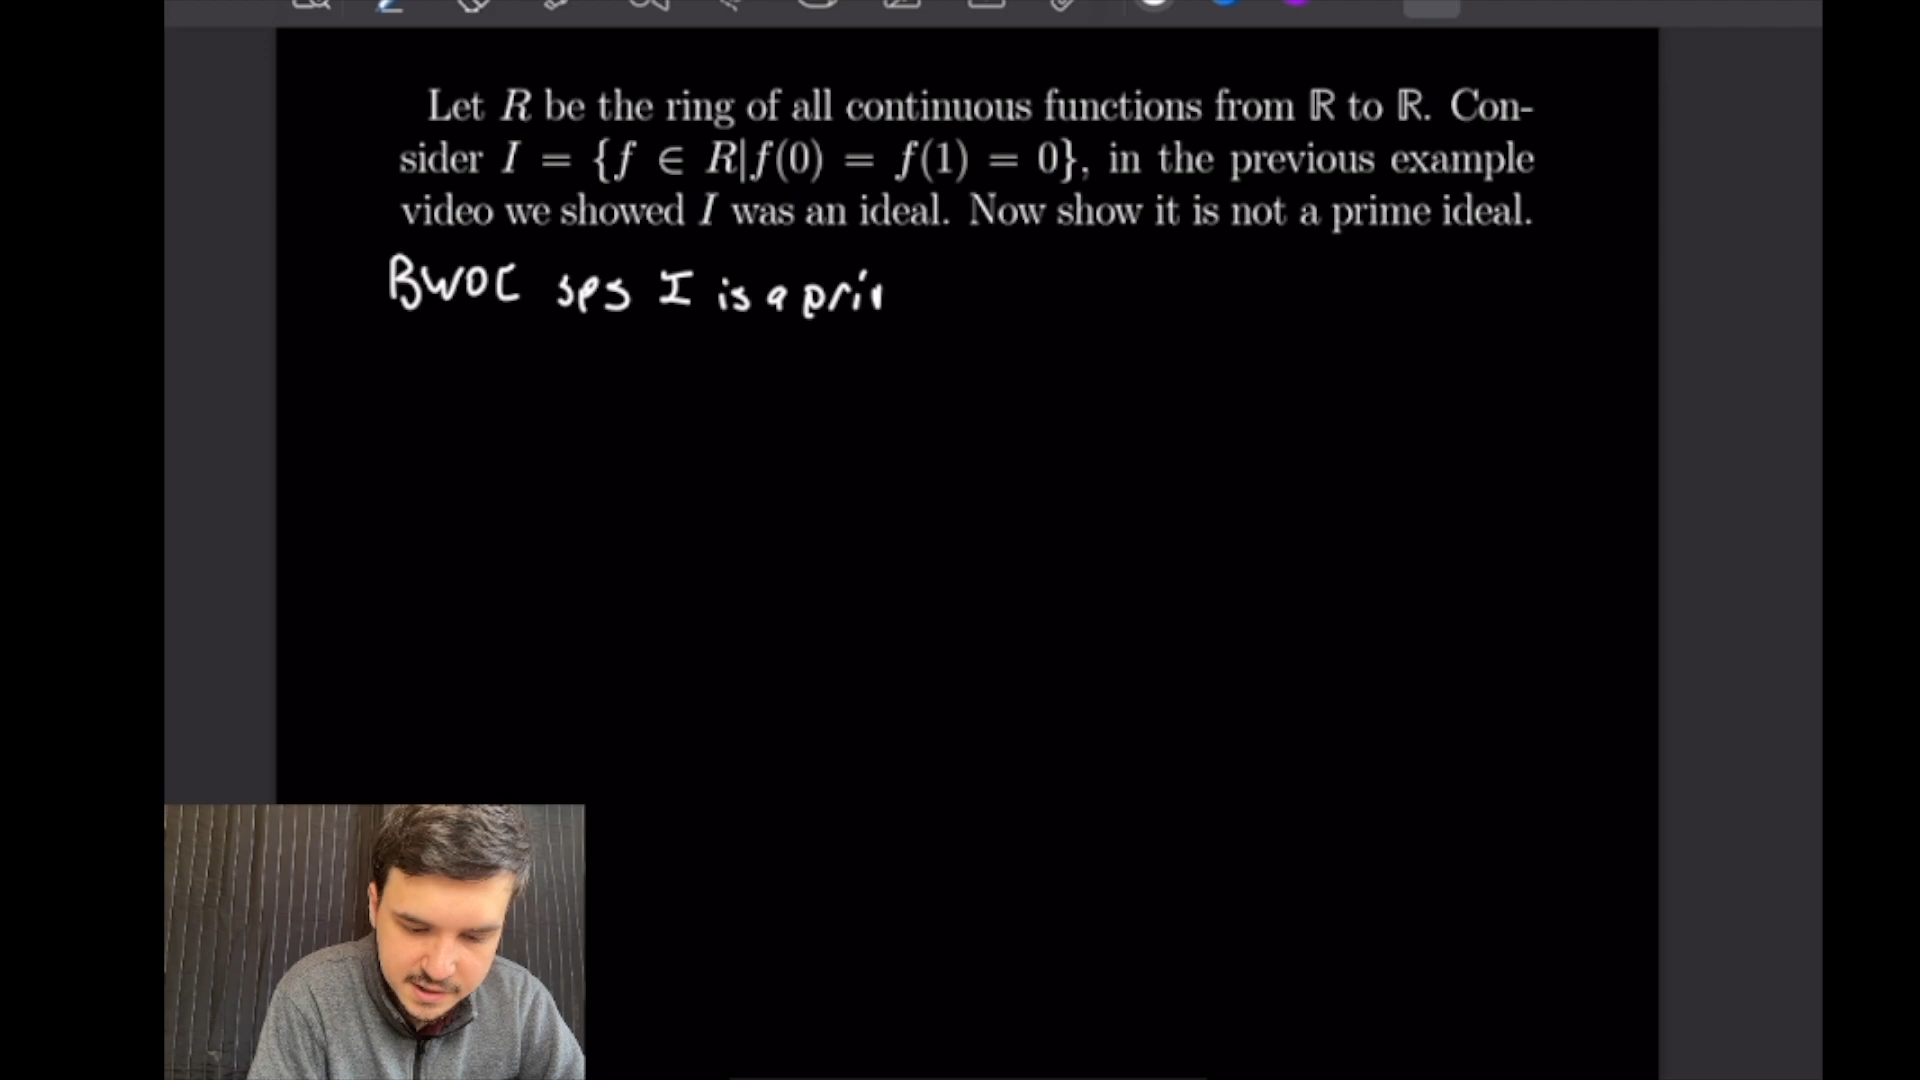 Let R be the ring of all continuous functions from ℝ to ℝ. Con-
sider I = {f ∈ R|f(0) = f(1) = 0}, in the previous example
video we showed I was an ideal. Now show it is not a prime ideal.
BWOC sps I is a pri